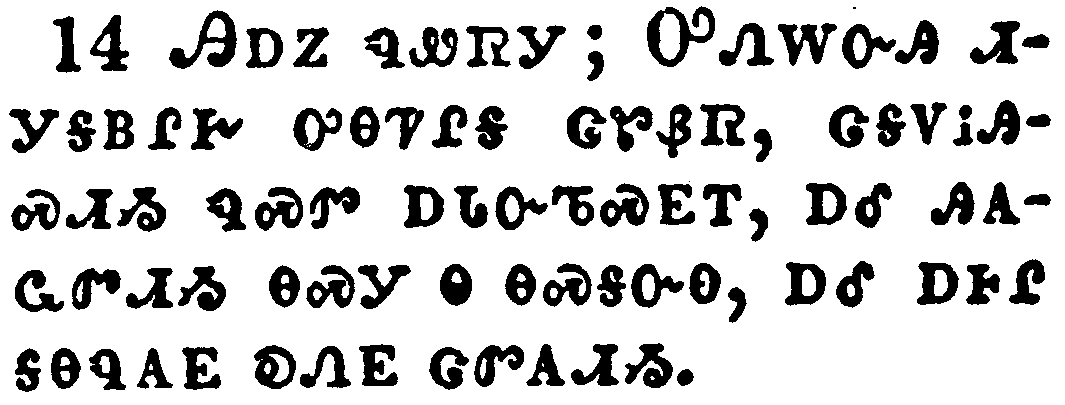 14 ᎯᎠᏃ ᏄᏪᏒᎩ; ᎤᏁᎳᏅᎯ Ꮧ-
ᎩᎦᏴᎵᎨ ᎤᎾᏤᎵᎦ ᏣᏑᏰᏒ, ᏣᎦᏙᎥᎯ-
ᏍᏗᏱ ᏄᏍᏛ ᎠᏓᏅᏖᏍᎬᎢ, ᎠᎴ ᎯᎪ-
ᏩᏛᏗᏱ ᎾᏍᎩ Ꮎ ᎾᏍᎦᏅᎾ, ᎠᎴ ᎠᎰᎵ
ᎦᎾᏄᎪᎬ ᎧᏁᎬ ᏣᏛᎪᏗᏱ.